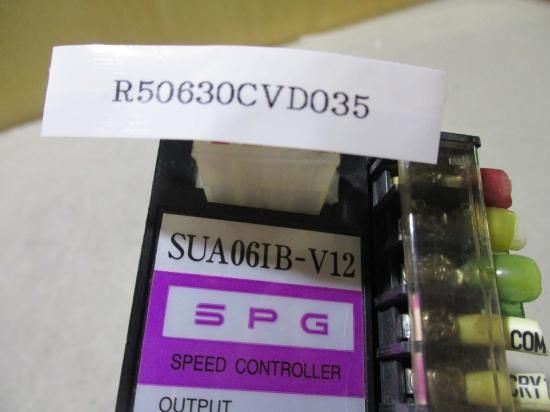 R50630CVD035
SUA06IB-V12
SPG
SPEED CONTROLLER
OUTPUT
COM
CRY